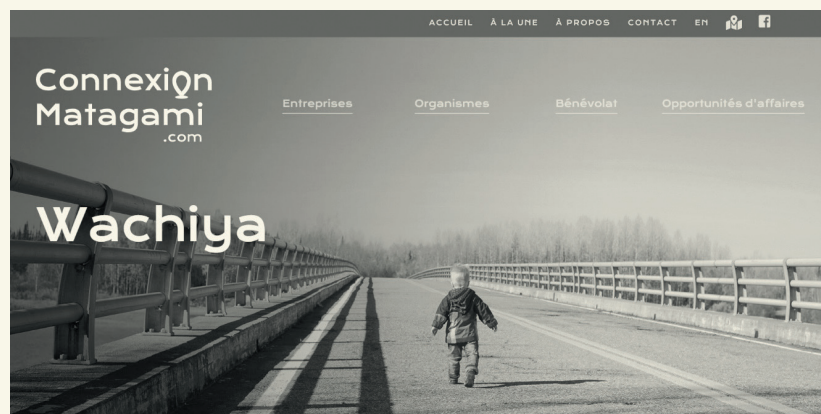 ACCUEIL À LA UNE À PROPOS CONTACT EN
Connexion
Matagami
.com
Entreprises Organismes Bénévolat Opportunités d'affaires
Wachiya